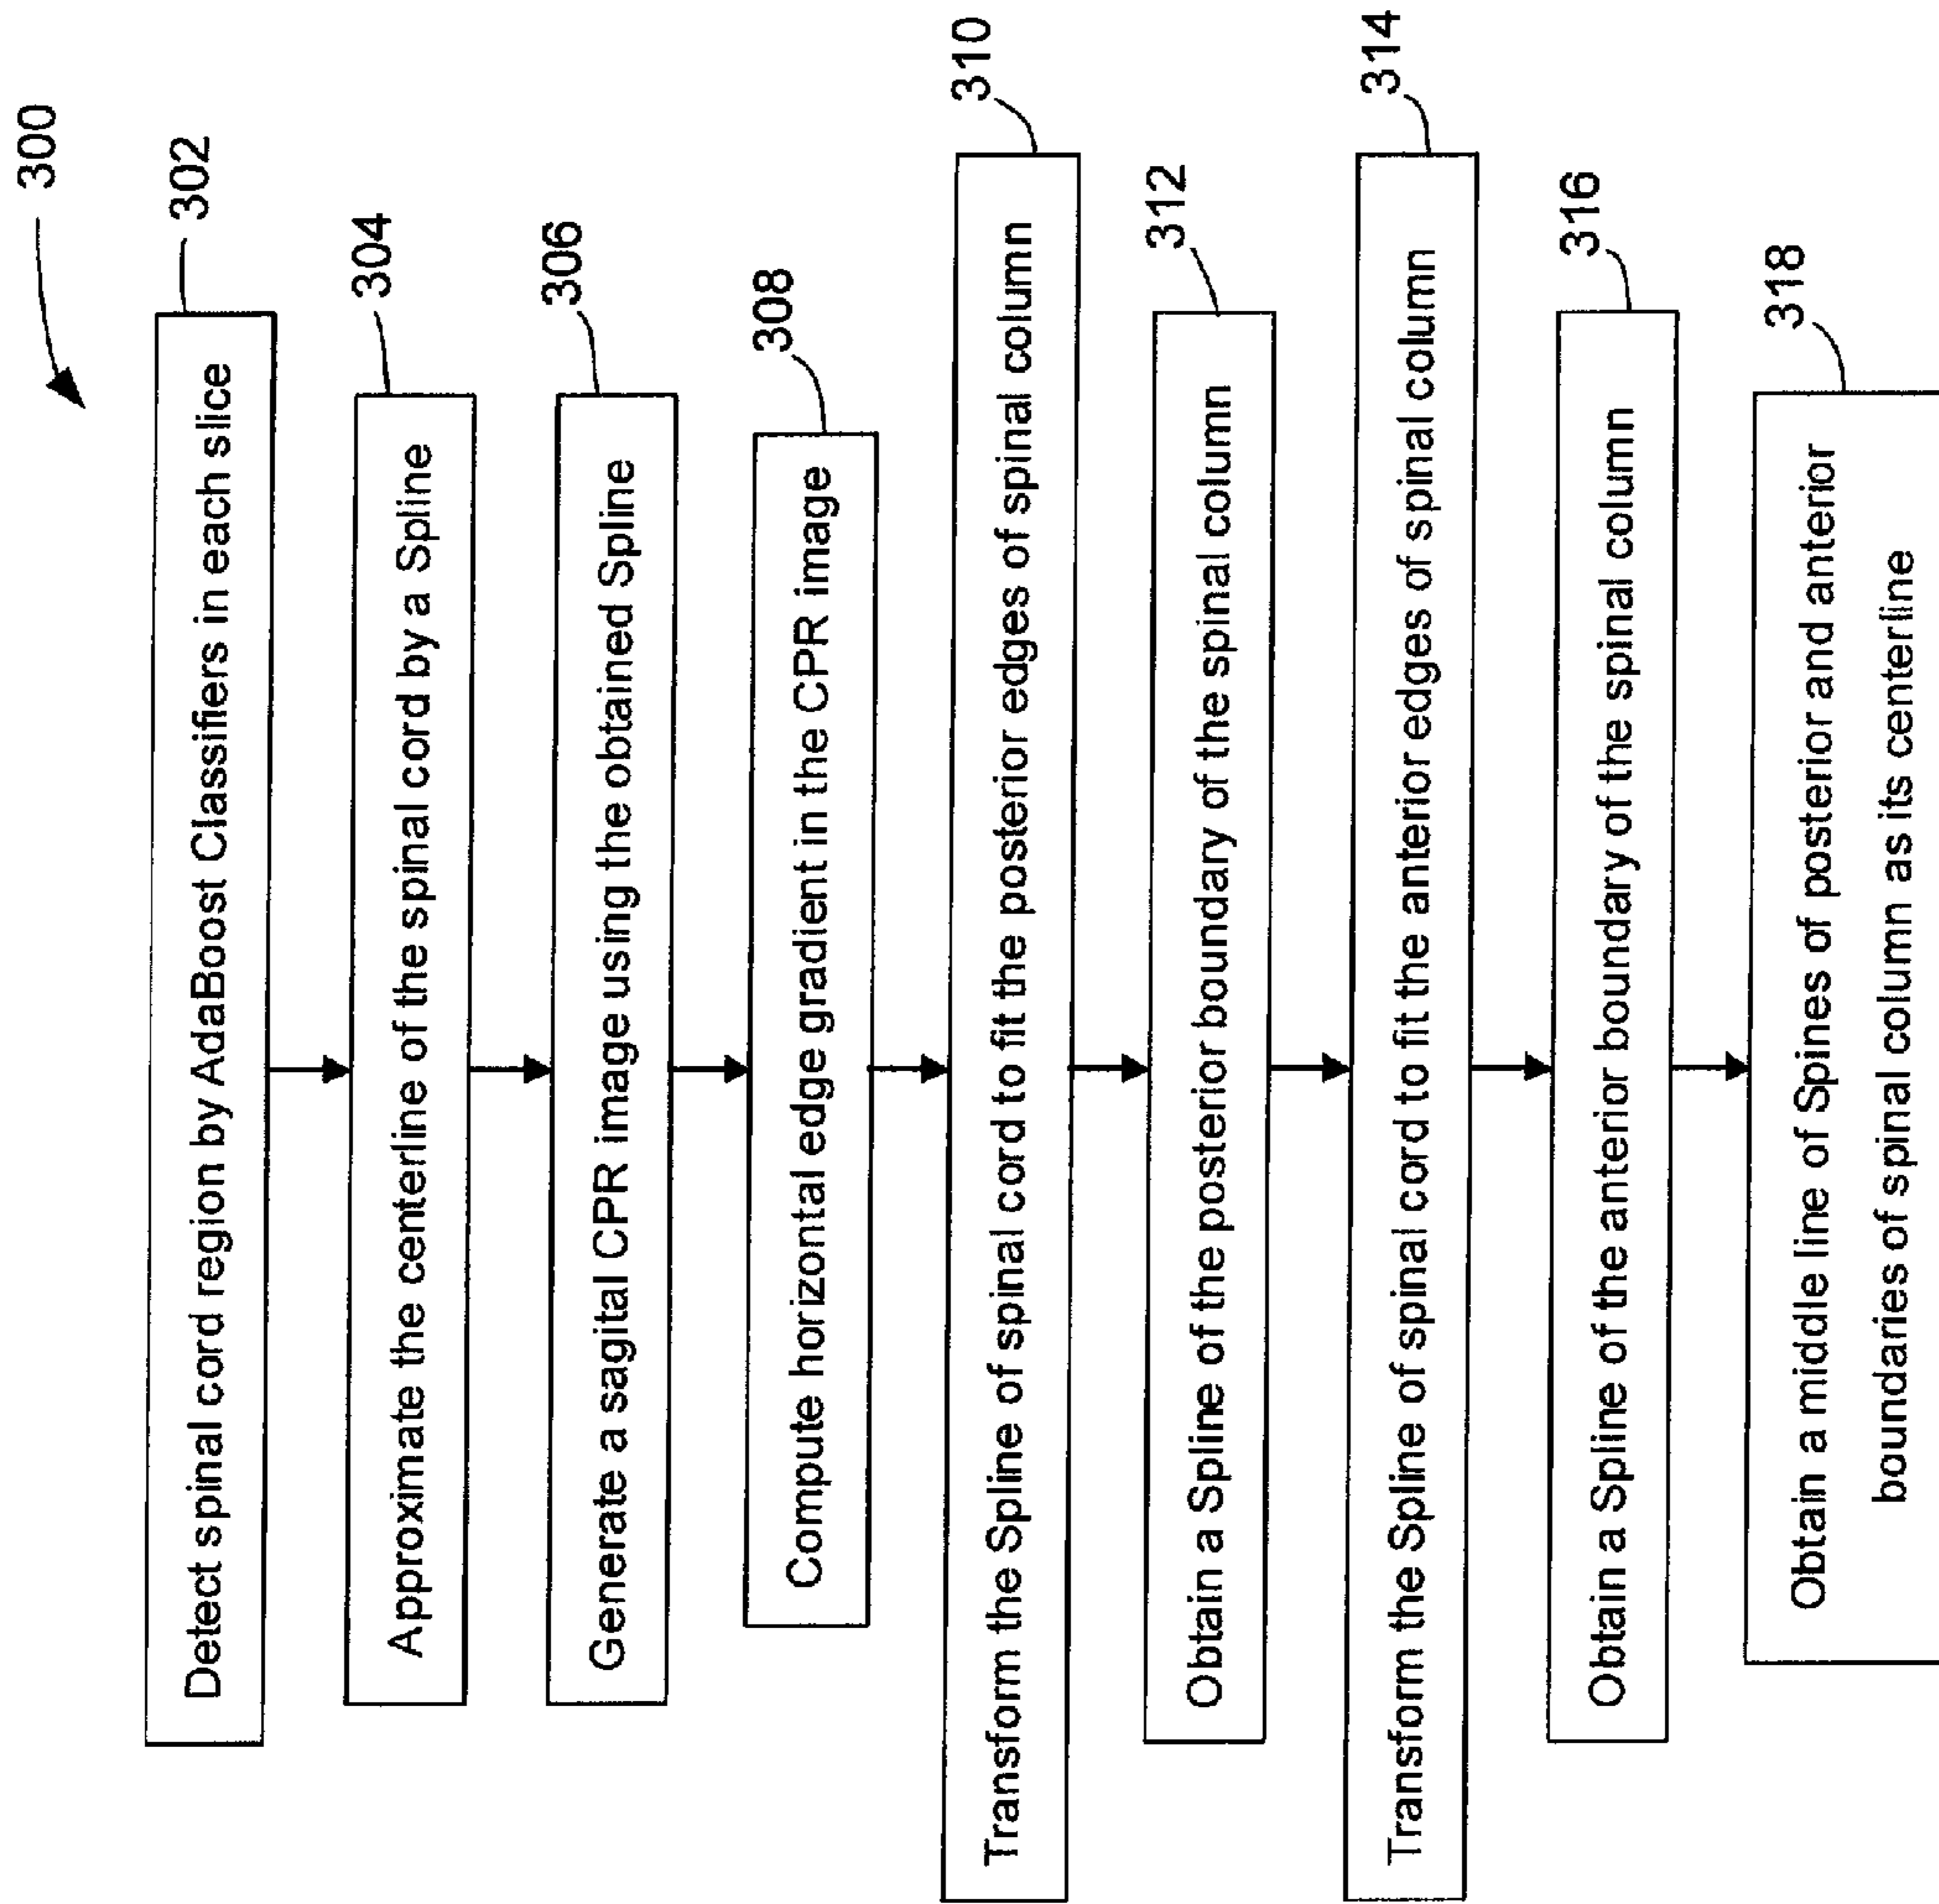 300
Detect spinal cord region by AdaBoost Classifiers in each slice
302
Approximate the centerline of the spinal cord by a Spline
304
Generate a sagital CPR image using the obtained Spline
306
Compute horizontal edge gradient in the CPR image
308
Transform the Spline of spinal cord to fit the posterior edges of spinal column
310
Obtain a Spline of the posterior boundary of the spinal column
312
Transform the Spline of spinal cord to fit the anterior edges of spinal column
314
Obtain a Spline of the anterior boundary of the spinal column
316
Obtain a middle line of Spines of posterior and anterior
boundaries of spinal column as its centerline
318